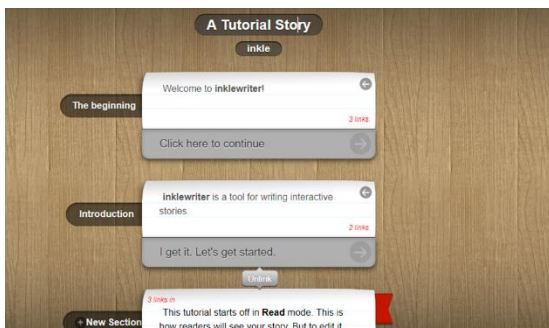 A Tutorial Story
inkle
Welcome to inklewriter!
The beginning
3 links
Click here to continue
inklewriter is a tool for writing interactive
stories.
Introduction
2 links
I get it. Let's get started.
Unlink
3 links in
This tutorial starts off in Read mode. This is
+ New Section
how readers will see your story. But to edit it